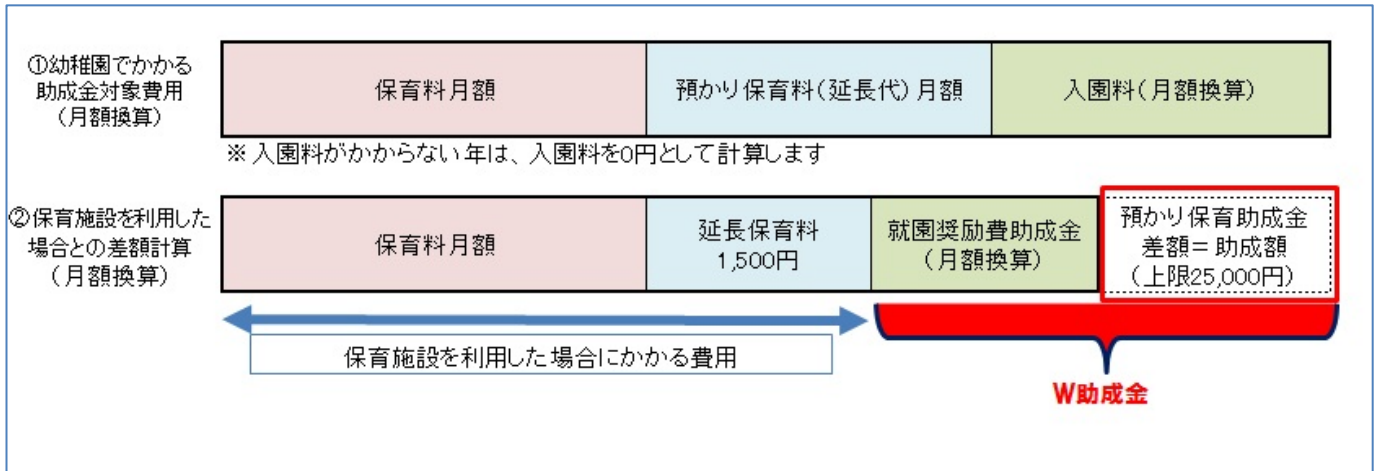 ①幼稚園でかかる
助成金対象費用
(月額換算)
保育料月額
預かり保育料(延長代)月額
入園料(月額換算)
※入園料がかからない年は、入園料を0円として計算します
②保育施設を利用した
場合との差額計算
(月額換算)
保育料月額
延長保育料
1,500円
就園奨励費助成金
(月額換算)
預かり保育助成金
差額=助成額
(上限25,000円)
保育施設を利用した場合にかかる費用
W助成金